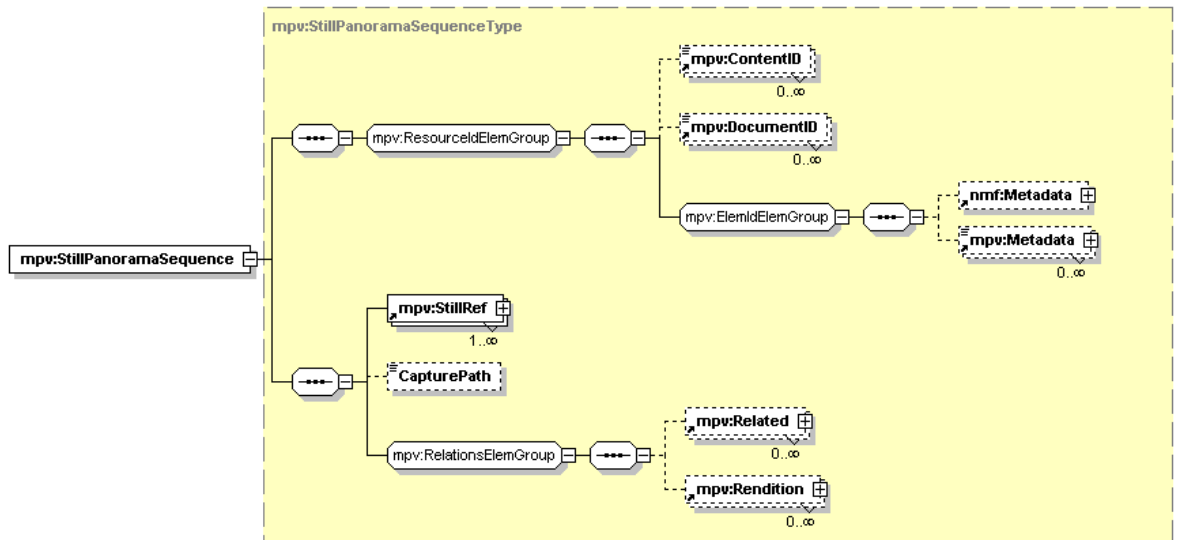 mpv:StillPanoramaSequenceType
mpv:ContentID
0..∞
mpv:DocumentID
0..∞
mpv:ResourceIdElemGroup
nmf:Metadata
mpv:ElemIdElemGroup
mpv:Metadata
0..∞
mpv:StillPanoramaSequence
mpv:StillRef
1..∞
CapturePath
mpv:Related
0..∞
mpv:RelationsElemGroup
mpv:Rendition
0..∞